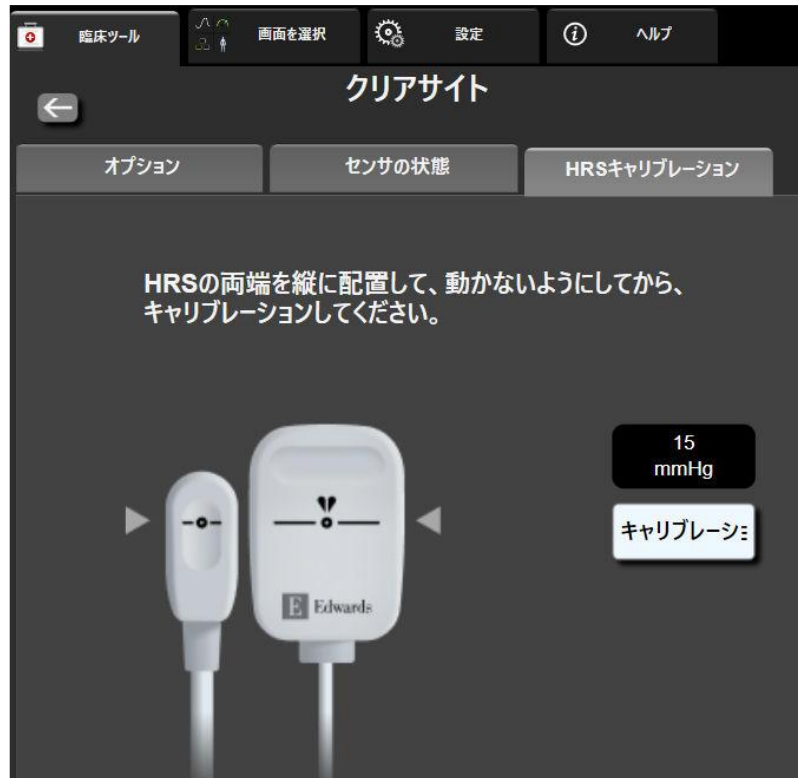 臨床ツール
画面を選択
設定
ヘルプ
クリアサイト
オプション
センサの状態
HRSキャリブレーション
HRSの両端を縦に配置して、動かないようにしてから、
キャリブレーションしてください。
15
mmHg
キャリブレーシ
E Edwards